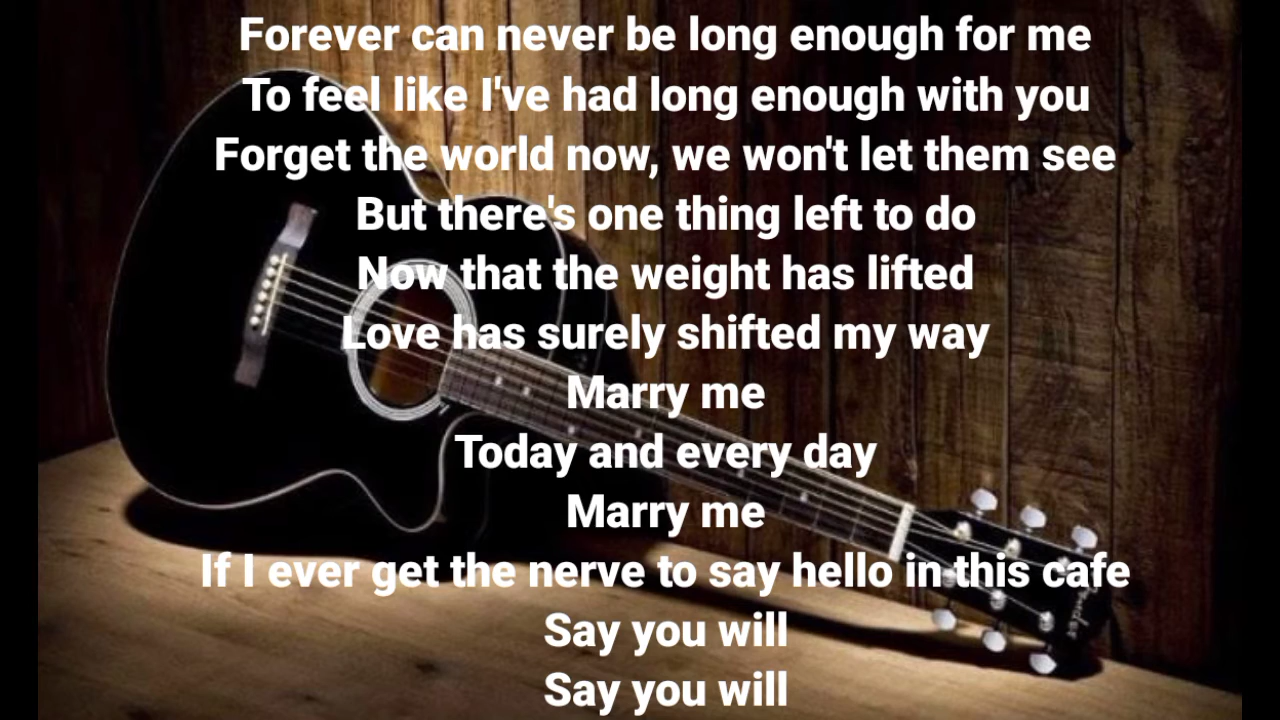 Forever can never be long enough for me
To feel like I've had long enough with you
Forget the world now, we won't let them see
But there's one thing left to do
Now that the weight has lifted
Love has surely shifted my way
Marry me
Today and every day
Marry me
If I ever get the nerve to say hello in this cafe
Say you will
Say you will
Fender